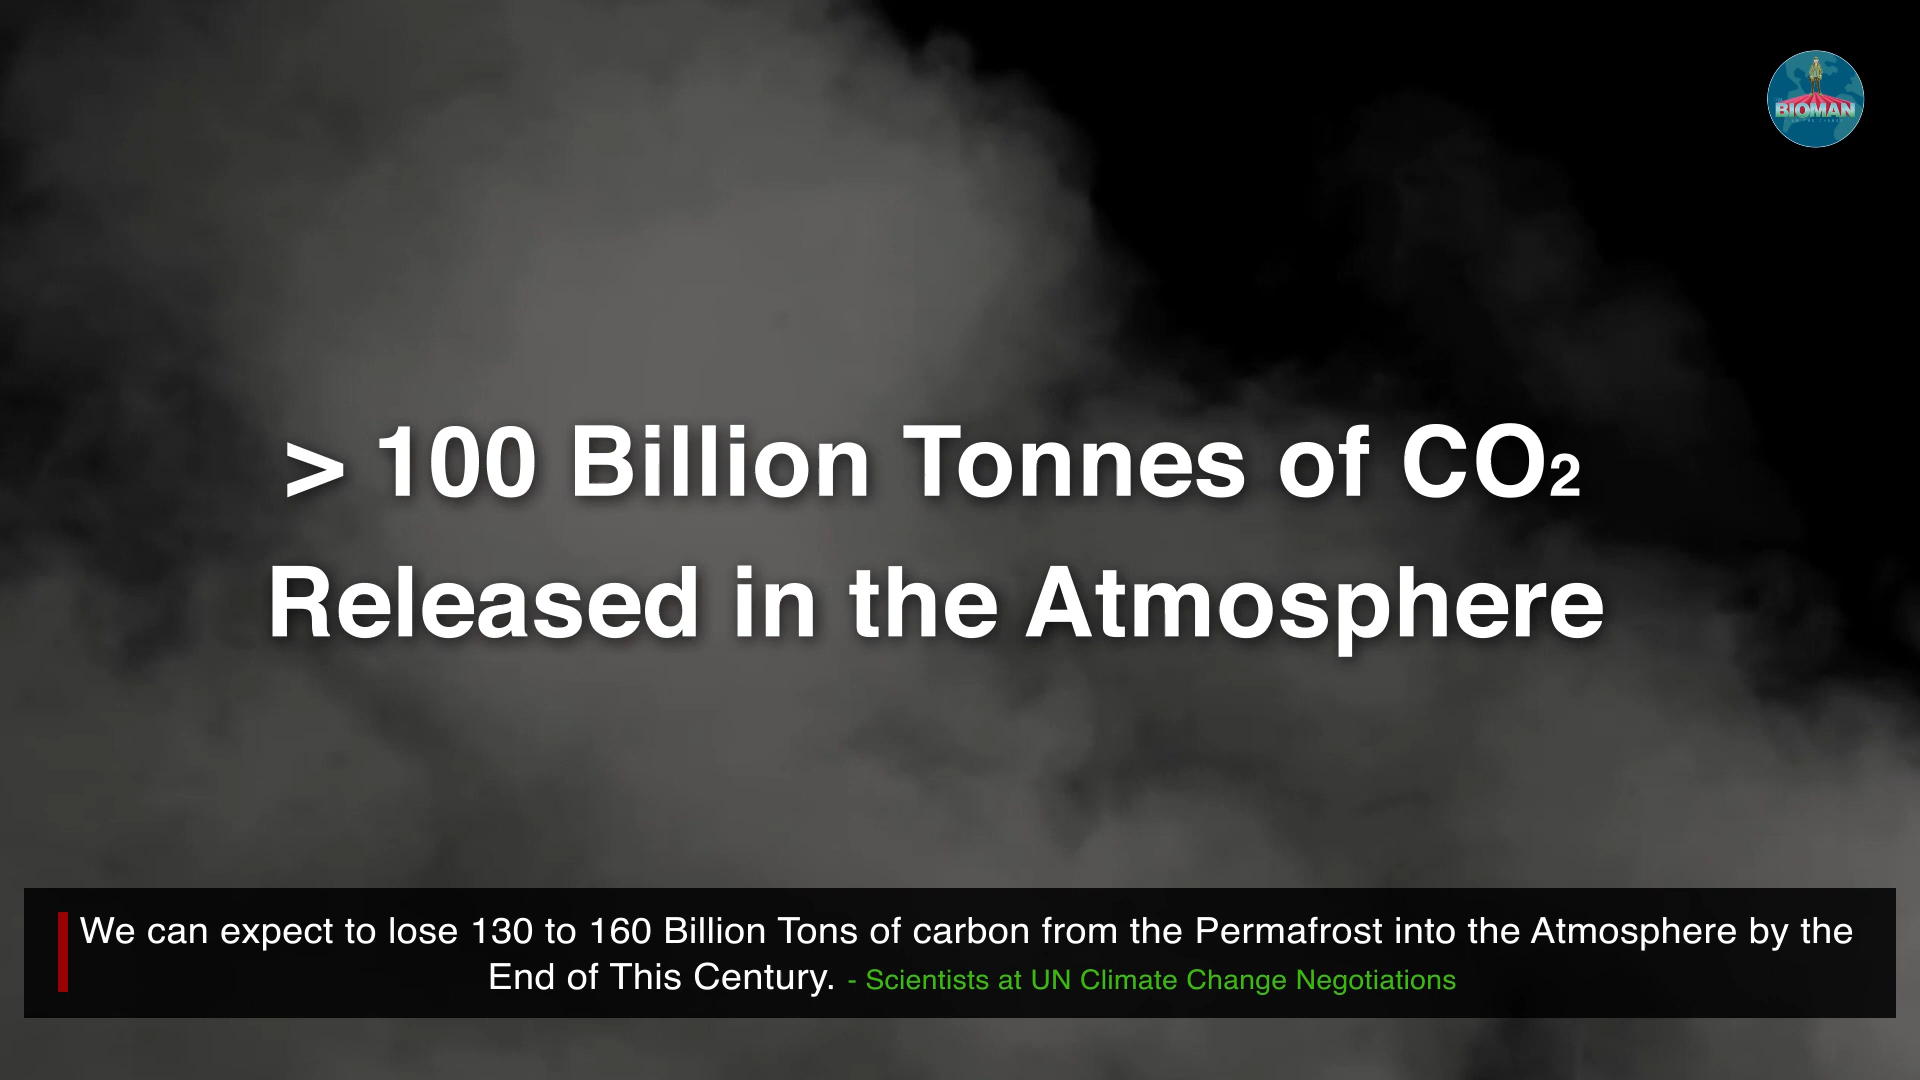 BIOMAN
> 100 Billion Tonnes of CO₂
Released in the Atmosphere
We can expect to lose 130 to 160 Billion Tons of carbon from the Permafrost into the Atmosphere by the
End of This Century. - Scientists at UN Climate Change Negotiations